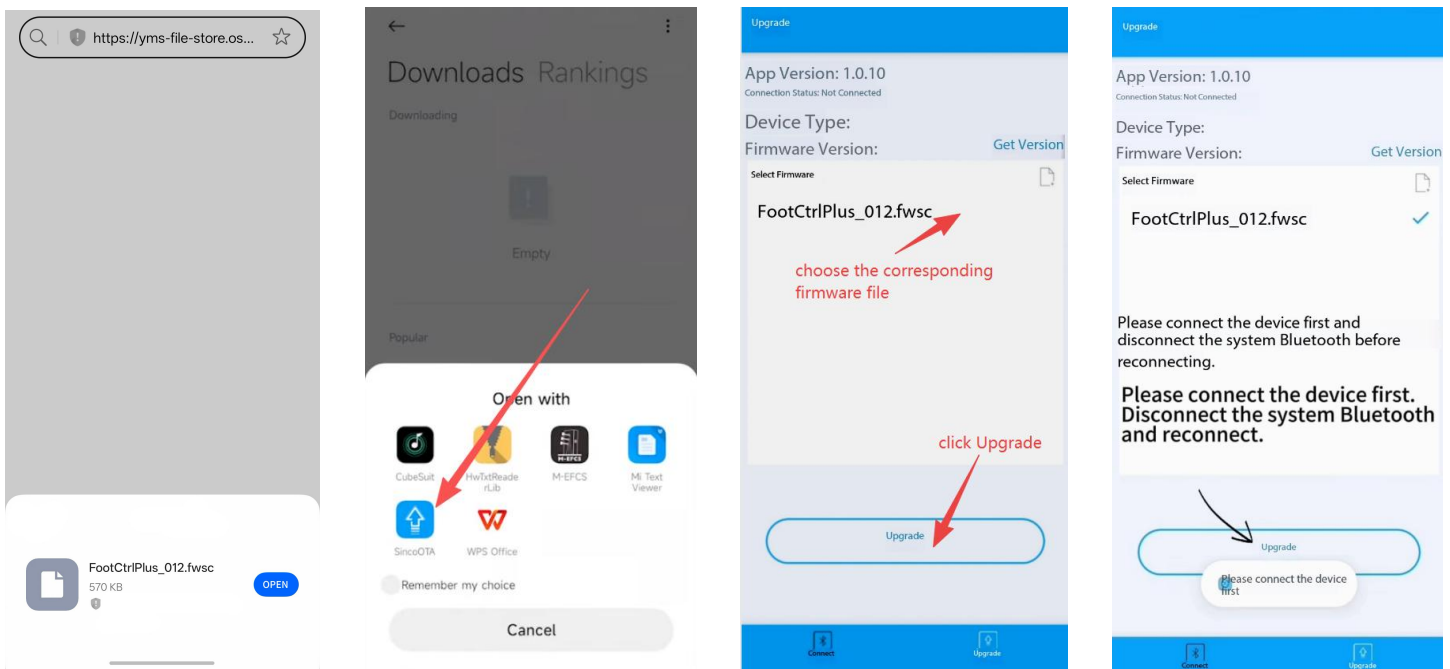 https://yms-file-store.os...
FootCtrlPlus_012.fwsc
570 KB
OPEN
Downloads Rankings
Downloading
Empty
Popular
Open with
CubeSuit
HwTxtReade
rLib
M-EFCS
M-EFCS
Mi Text
Viewer
SincoOTA
WPS Office
Remember my choice
Cancel
Upgrade
App Version: 1.0.10
Connection Status: Not Connected
Device Type:
Firmware Version:
Get Version
Select Firmware
FootCtrlPlus_012.fwsc
choose the corresponding
firmware file
click Upgrade
Upgrade
Connect
Upgrade
Upgrade
App Version: 1.0.10
Connection Status: Not Connected
Device Type:
Firmware Version:
Get Version
Select Firmware
FootCtrlPlus_012.fwsc
Please connect the device first and
disconnect the system Bluetooth before
reconnecting.
Please connect the device first.
Disconnect the system Bluetooth
and reconnect.
Upgrade
Please connect the device
first
Connect
Upgrade